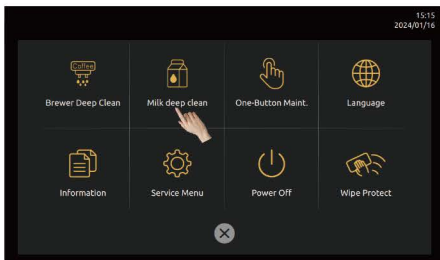 15:15
2024/01/16
Coffee
Brewer Deep Clean
Milk deep clean
One-Button Maint.
Language
Information
Service Menu
Power Off
Wipe Protect